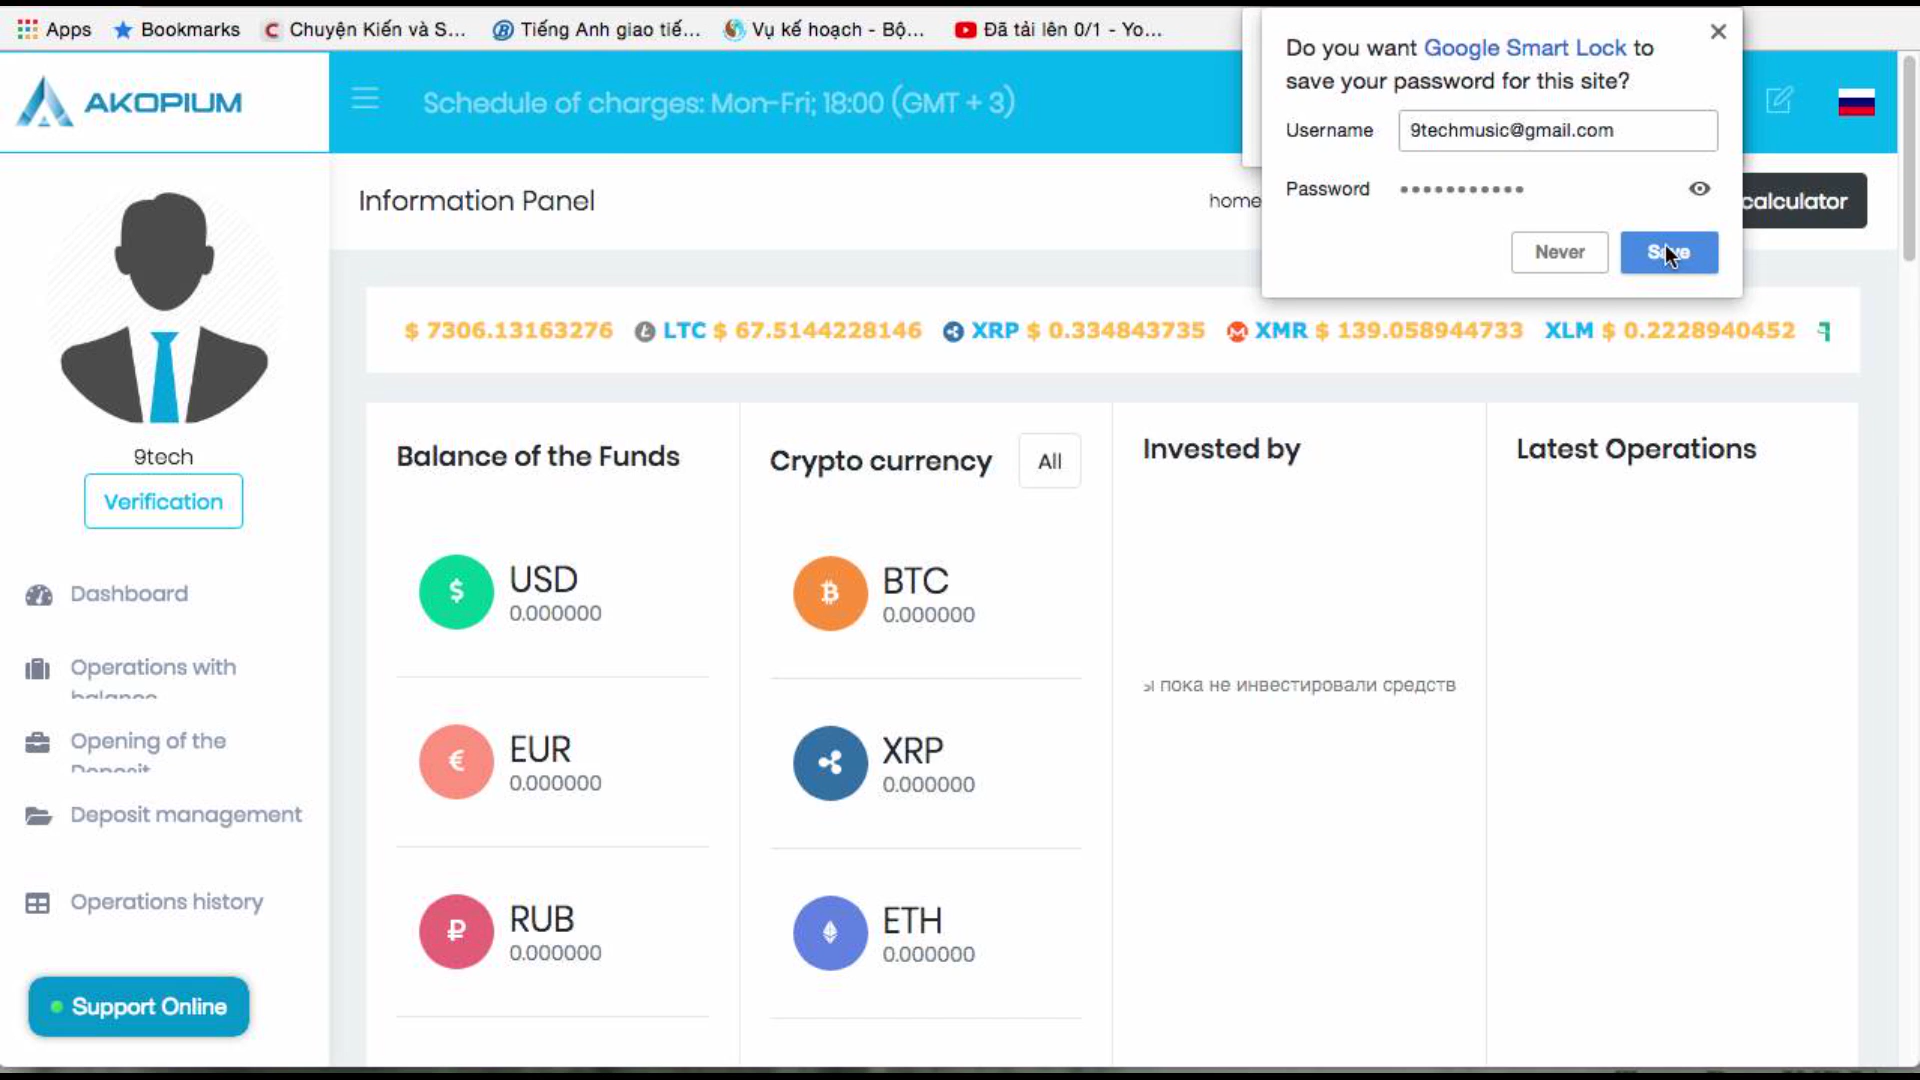 Apps
Bookmarks
Chuyện Kiến và S...
Tiếng Anh giao tiế...
Vụ kế hoạch - Bộ...
Đã tải lên 0/1 - Yo...
Do you want Google Smart Lock to
save your password for this site?
Username 9techmusic@gmail.com
Password
Never
Save
AKOPIUM
Schedule of charges: Mon-Fri; 18:00 (GMT + 3)
Information Panel
home
calculator
$ 7306.13163276 LTC $ 67.5144228146 XRP $ 0.334843735 XMR $ 139.058944733 XLM $ 0.2228940452
9tech
Verification
Dashboard
Operations with
balance
Opening of the
Deposit
Deposit management
Operations history
Support Online
Balance of the Funds
USD
0.000000
EUR
0.000000
RUB
0.000000
Crypto currency
All
BTC
0.000000
XRP
0.000000
ETH
0.000000
Invested by
ы пока не инвестировали средств
Latest Operations